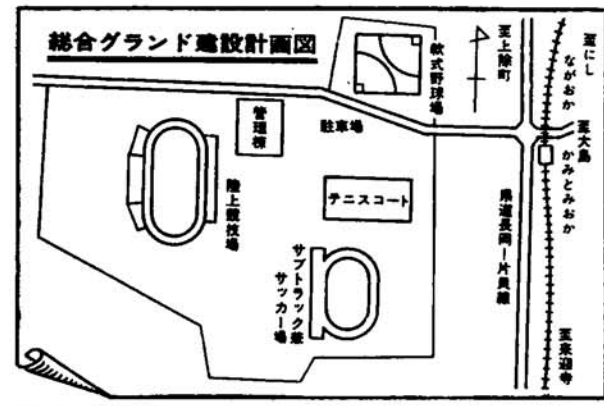 総合グランド建設計画図
軟式野球場
至上除町
至にし
ながおか
至大島
かみとみおか
管理棟
駐車場
陸上競技場
テニスコート
サブトラック兼
サッカー場
県道長岡ー片貝線
至来迎寺